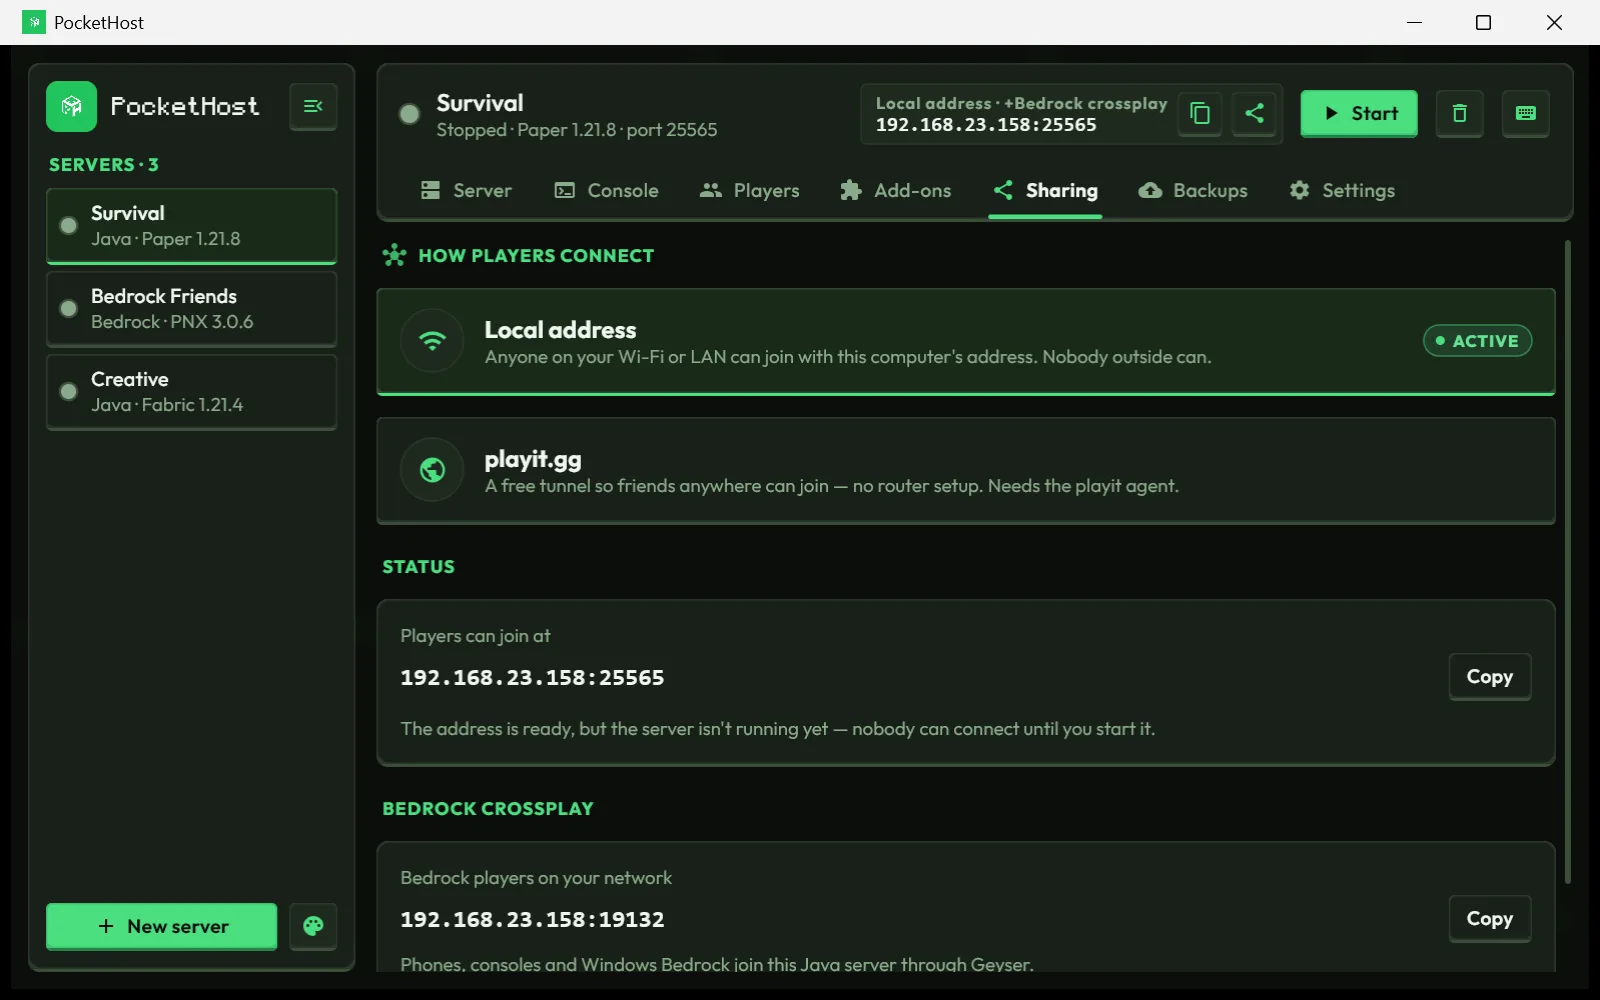 PocketHost
PocketHost
SERVERS · 3
Survival
Java · Paper 1.21.8
Bedrock Friends
Bedrock · PNX 3.0.6
Creative
Java · Fabric 1.21.4
New server
Survival
Stopped · Paper 1.21.8 · port 25565
Local address · +Bedrock crossplay
192.168.23.158:25565
Start
Server
Console
Players
Add-ons
Sharing
Backups
Settings
HOW PLAYERS CONNECT
Local address
Anyone on your Wi-Fi or LAN can join with this computer's address. Nobody outside can.
ACTIVE
playit.gg
A free tunnel so friends anywhere can join — no router setup. Needs the playit agent.
STATUS
Players can join at
192.168.23.158:25565
Copy
The address is ready, but the server isn't running yet — nobody can connect until you start it.
BEDROCK CROSSPLAY
Bedrock players on your network
192.168.23.158:19132
Copy
Phones, consoles and Windows Bedrock join this Java server through Geyser.